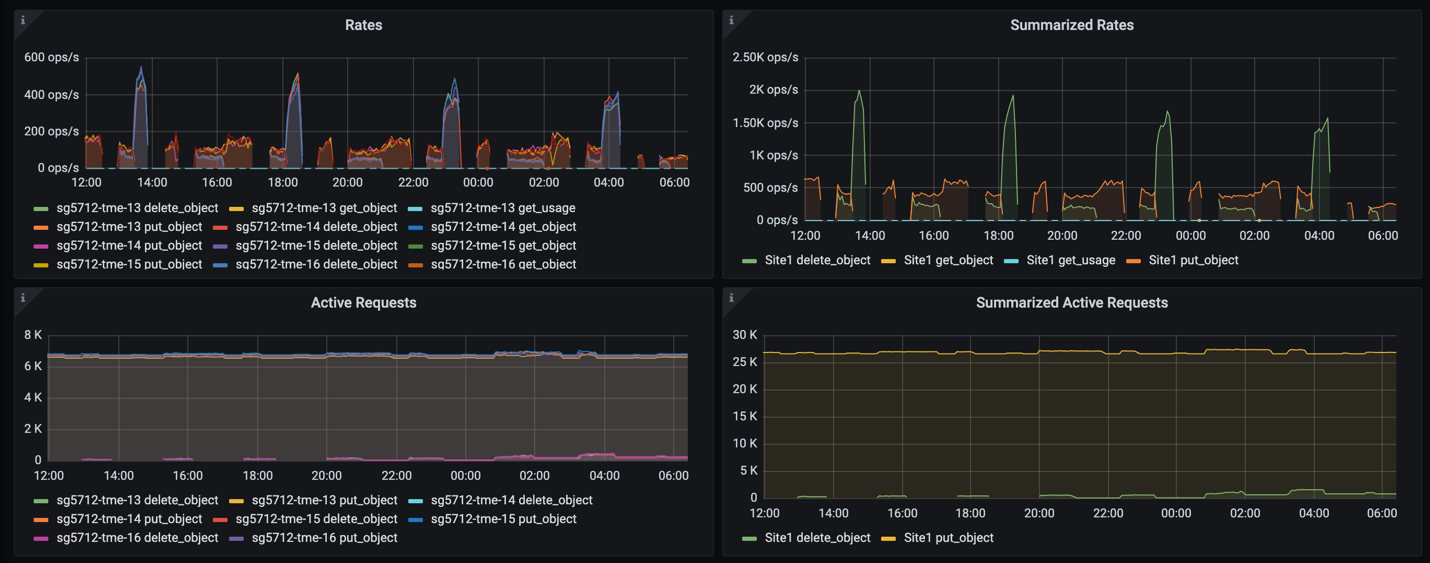 Rates
600 ops/s
400 ops/s
200 ops/s
0 ops/s
12:00 14:00 16:00 18:00 20:00 22:00 00:00 02:00 04:00 06:00
sg5712-tme-13 delete_object sg5712-tme-13 get_object sg5712-tme-13 get_usage
sg5712-tme-13 put_object sg5712-tme-14 delete_object sg5712-tme-14 get_object
sg5712-tme-14 put_object sg5712-tme-15 delete_object sg5712-tme-15 get_object
sg5712-tme-15 put_object sg5712-tme-16 delete_object sg5712-tme-16 get_object
Summarized Rates
2.50K ops/s
2K ops/s
1.50K ops/s
1K ops/s
500 ops/s
0 ops/s
12:00 14:00 16:00 18:00 20:00 22:00 00:00 02:00 04:00 06:00
Site1 delete_object Site1 get_object Site1 get_usage Site1 put_object
Active Requests
8 K
6 K
4 K
2 K
0
12:00 14:00 16:00 18:00 20:00 22:00 00:00 02:00 04:00 06:00
sg5712-tme-13 delete_object sg5712-tme-13 put_object sg5712-tme-14 delete_object
sg5712-tme-14 put_object sg5712-tme-15 delete_object sg5712-tme-15 put_object
sg5712-tme-16 delete_object sg5712-tme-16 put_object
Summarized Active Requests
30 K
25 K
20 K
15 K
10 K
5 K
0
12:00 14:00 16:00 18:00 20:00 22:00 00:00 02:00 04:00 06:00
Site1 delete_object Site1 put_object